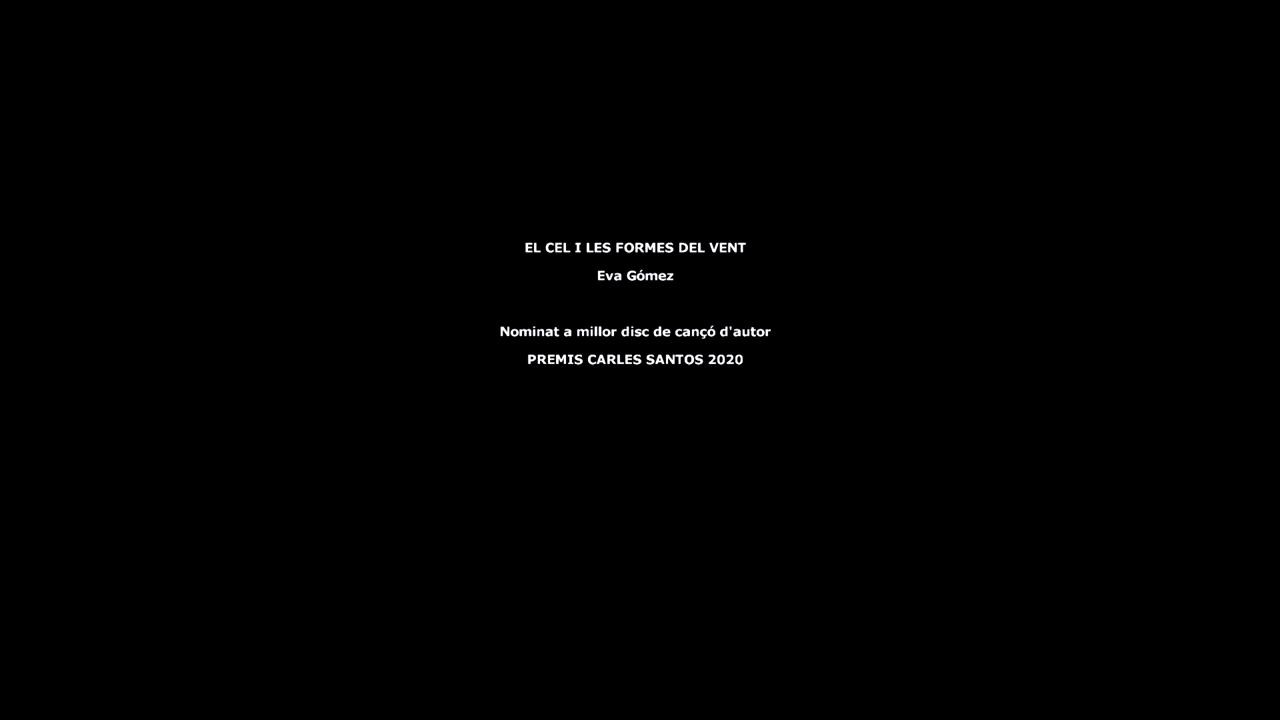 EL CEL I LES FORMES DEL VENT
Eva Gómez
Nominat a millor disc de cançó d'autor
PREMIS CARLES SANTOS 2020